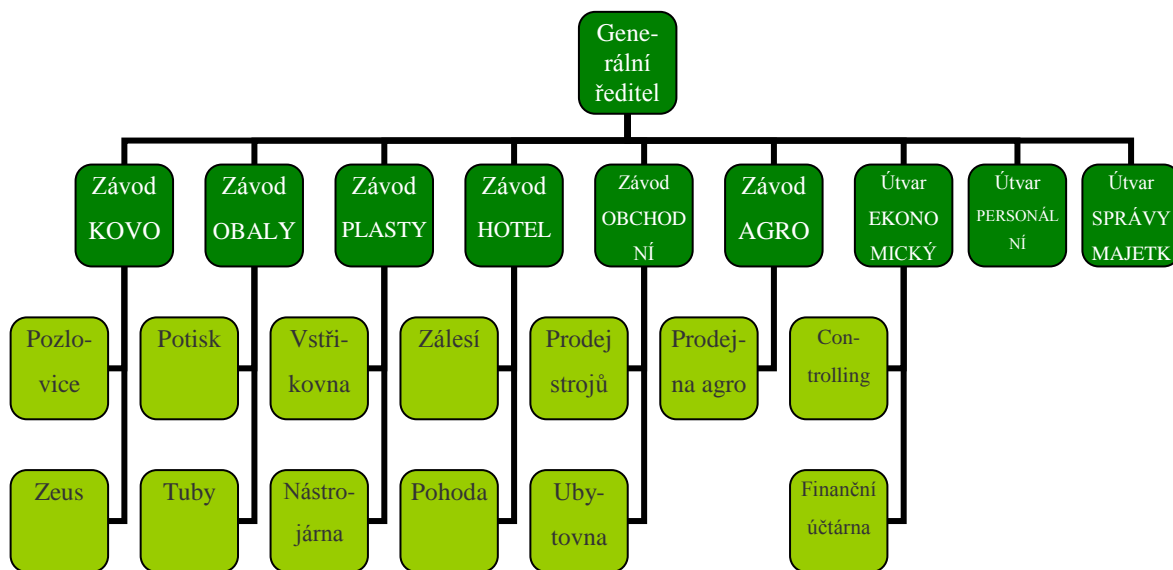 Gene-
rální
ředitel
Závod
KOVO
Závod
OBALY
Závod
PLASTY
Závod
HOTEL
Závod
OBCHOD
NÍ
Závod
AGRO
Útvar
EKONO
MICKÝ
Útvar
PERSONÁL
NÍ
Útvar
SPRÁVY
MAJETK
Pozlo-
vice
Potisk
Vstři-
kovna
Zálesí
Prodej
strojů
Prodej-
na agro
Con-
trolling
Zeus
Tuby
Nástro-
járna
Pohoda
Uby-
tovna
Finanční
účtárna